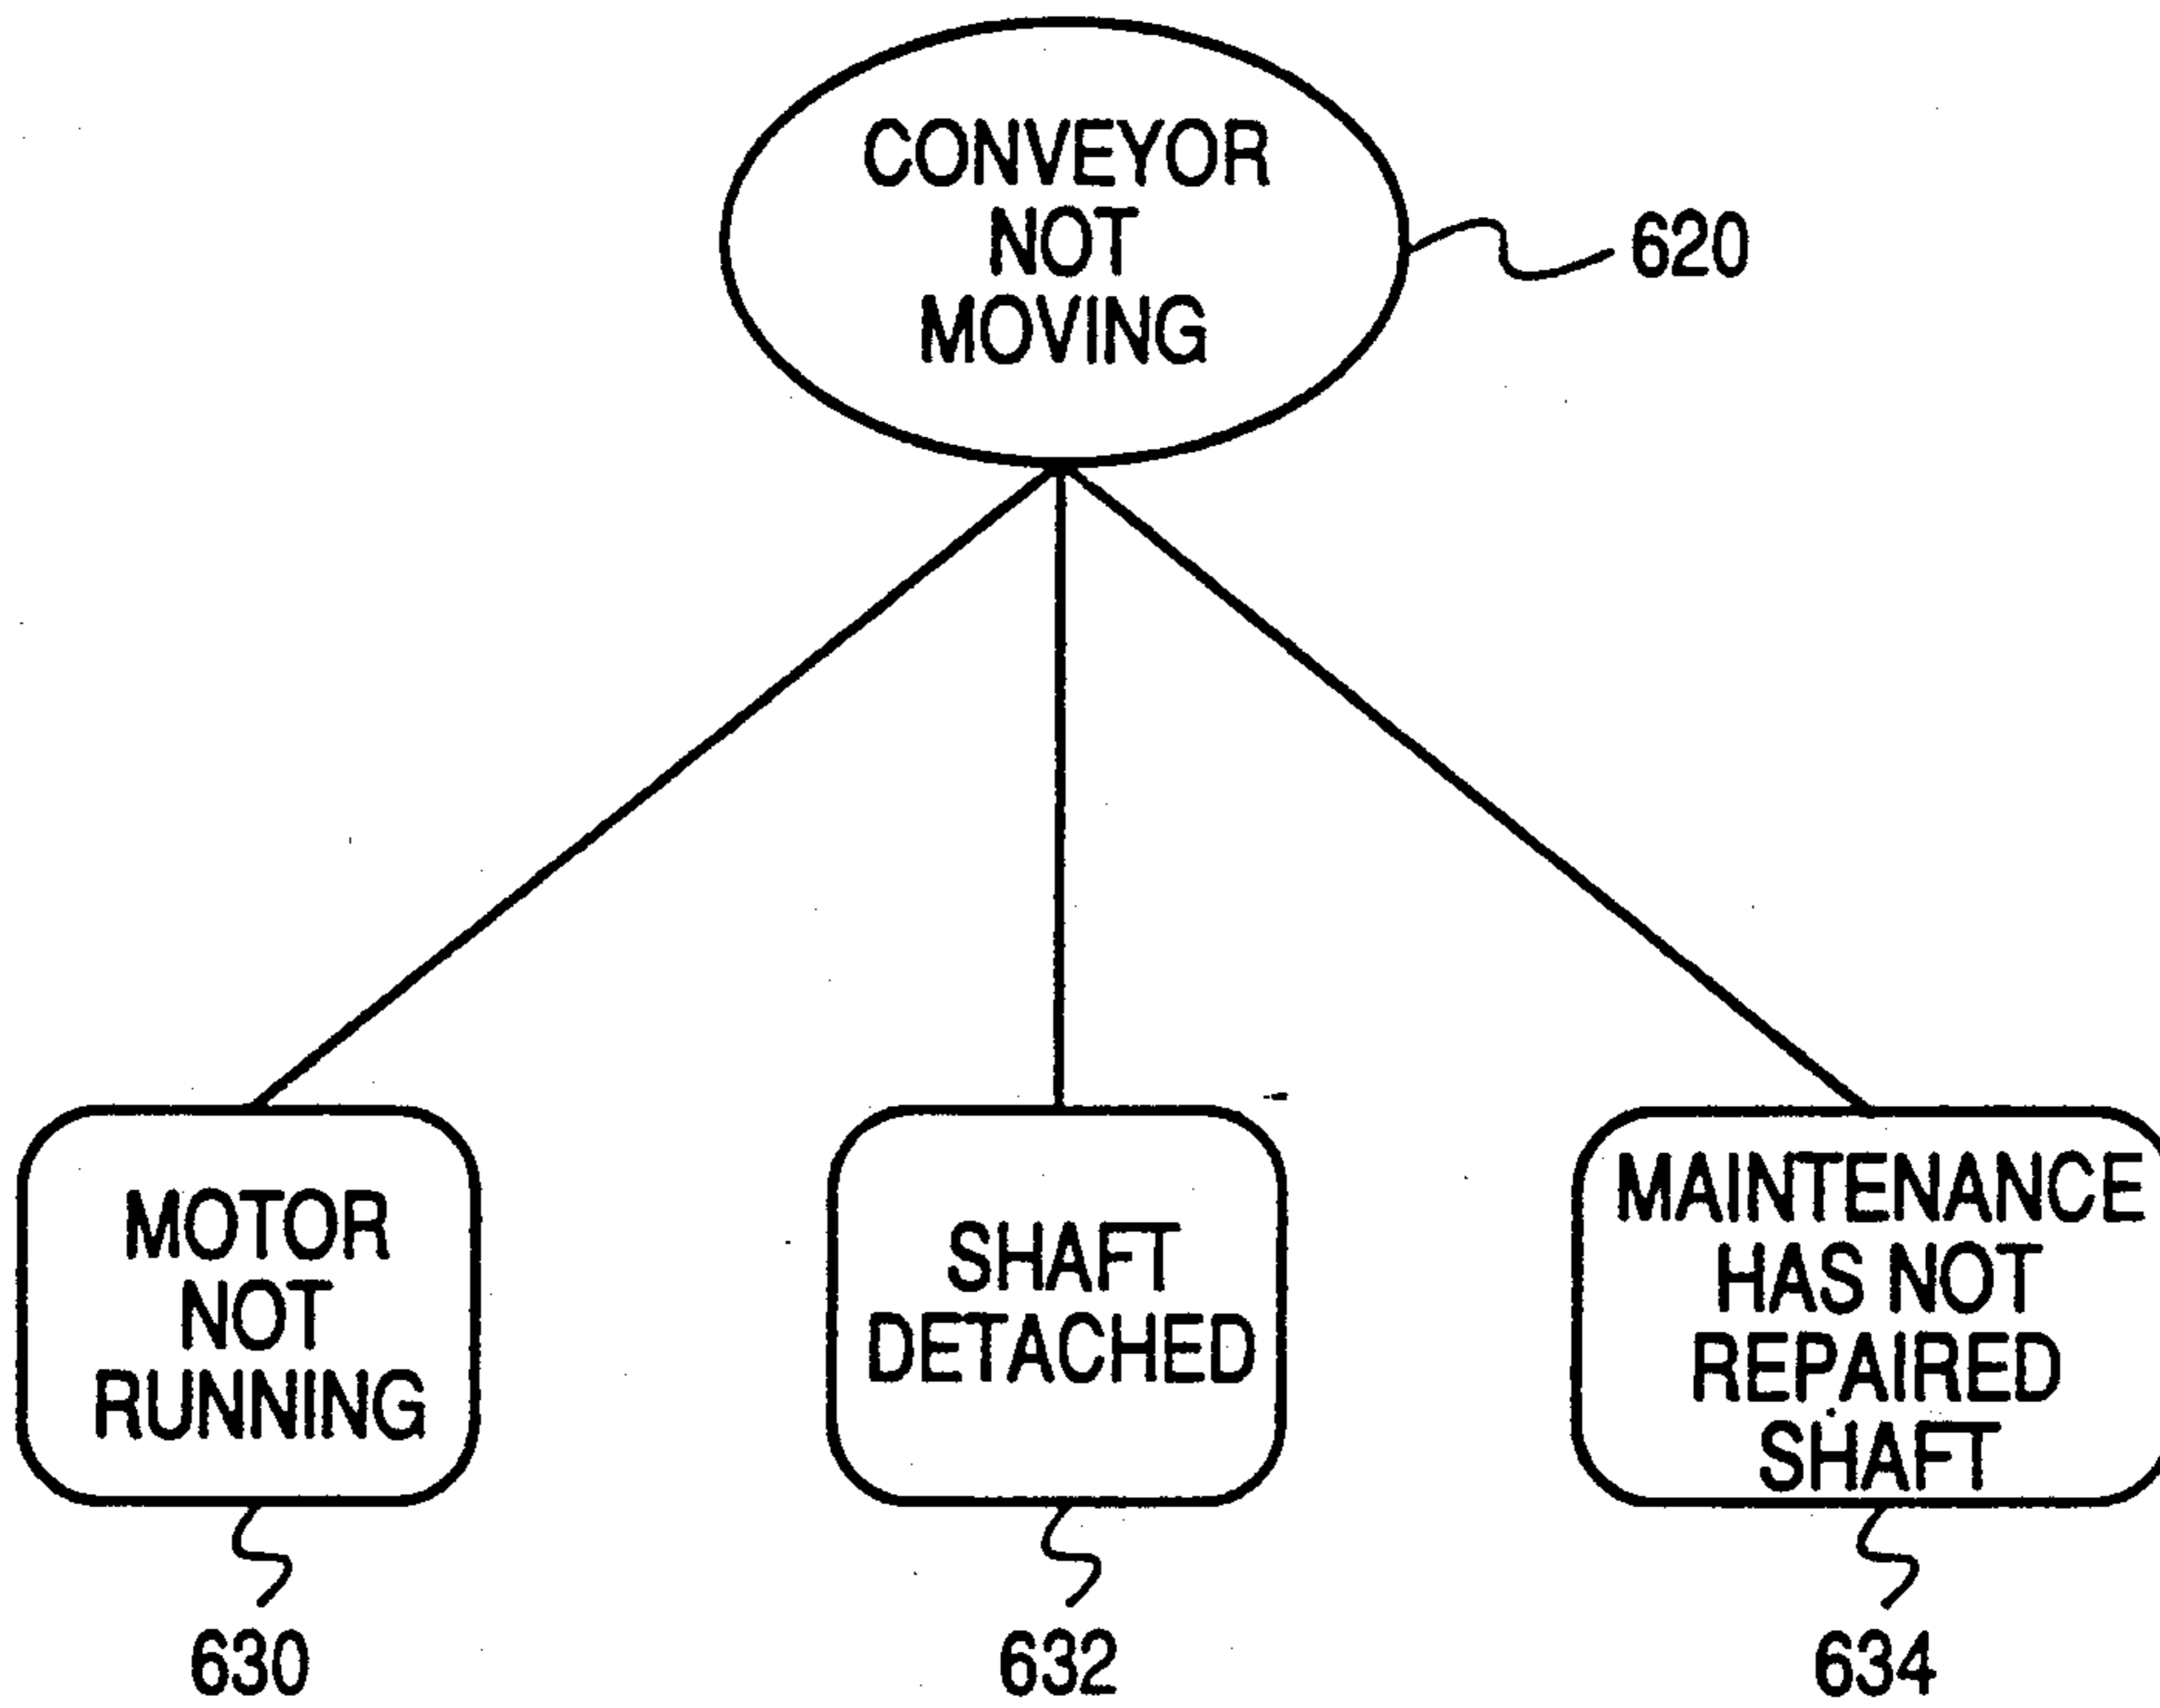 CONVEYOR
NOT
MOVING
620
MOTOR
NOT
RUNNING
630
SHAFT
DETACHED
632
MAINTENANCE
HAS NOT
REPAIRED
SHAFT
634